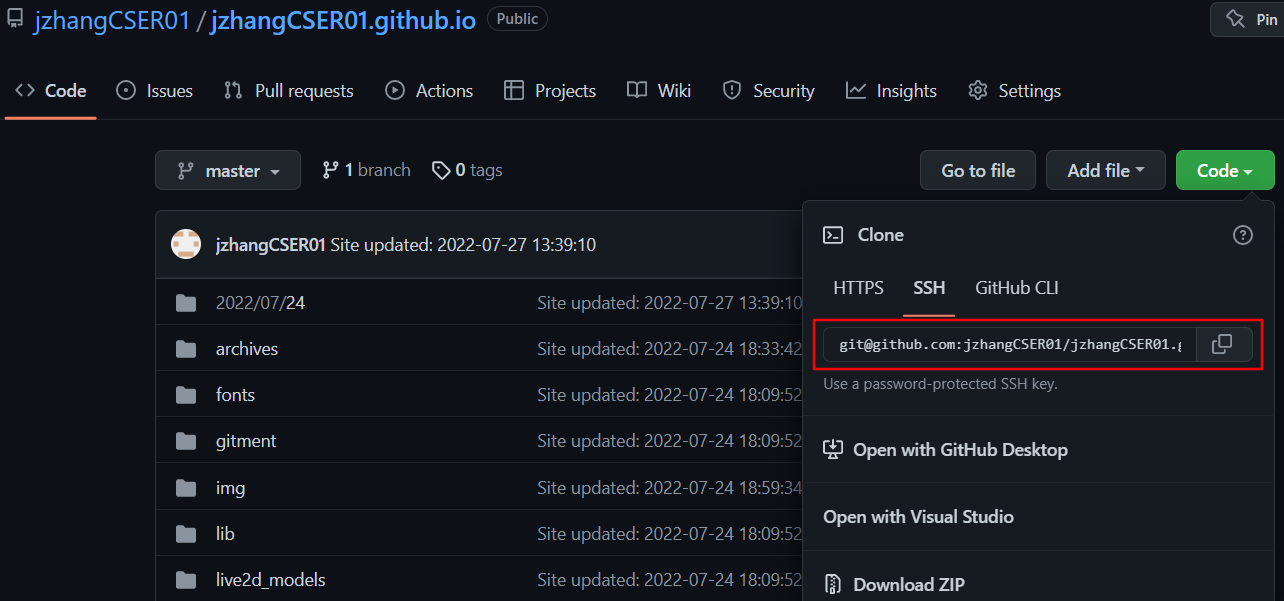 jzhangCSER01 / jzhangCSER01.github.io Public Pin
Code Issues Pull requests Actions Projects Wiki Security Insights Settings
master 1 branch 0 tags Go to file Add file Code
jzhangCSER01 Site updated: 2022-07-27 13:39:10
2022/07/24 Site updated: 2022-07-27 13:39:10
archives Site updated: 2022-07-24 18:33:42
fonts Site updated: 2022-07-24 18:09:52
gitment Site updated: 2022-07-24 18:09:52
img Site updated: 2022-07-24 18:59:34
lib Site updated: 2022-07-24 18:09:52
live2d_models Site updated: 2022-07-24 18:09:52
Clone
HTTPS SSH GitHub CLI
git@github.com:jzhangCSER01/jzhangCSER01.g
Use a password-protected SSH key.
Open with GitHub Desktop
Open with Visual Studio
Download ZIP